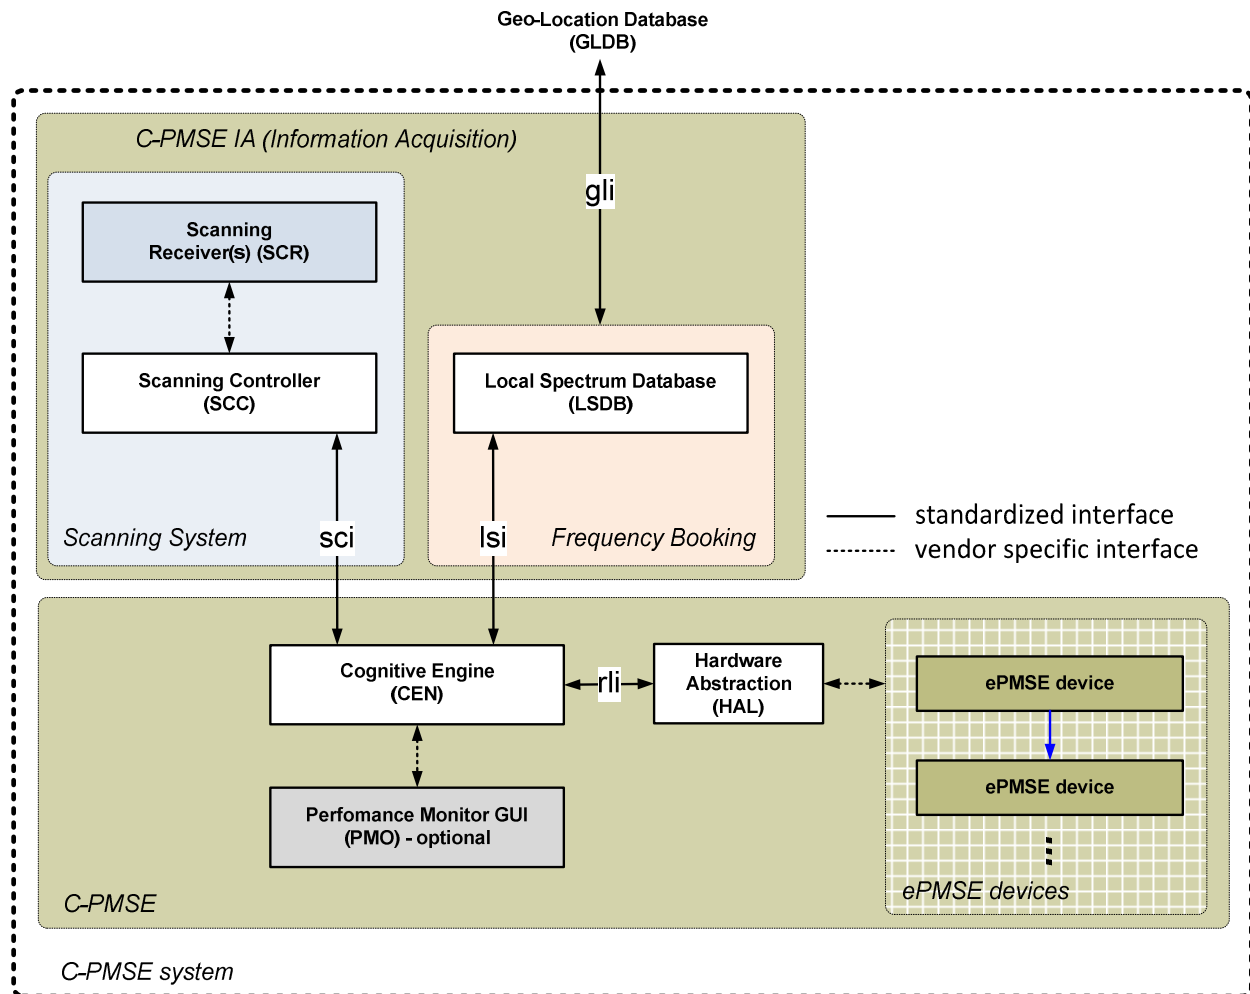 Geo-Location Database
(GLDB)
C-PMSE IA (Information Acquisition)
gli
Scanning
Receiver(s) (SCR)
Scanning Controller
(SCC)
Local Spectrum Database
(LSDB)
Scanning System
sci
lsi
Frequency Booking
standardized interface
vendor specific interface
Cognitive Engine
(CEN)
rli
Hardware
Abstraction
(HAL)
ePMSE device
ePMSE device
Perfomance Monitor GUI
(PMO) - optional
ePMSE devices
C-PMSE
C-PMSE system